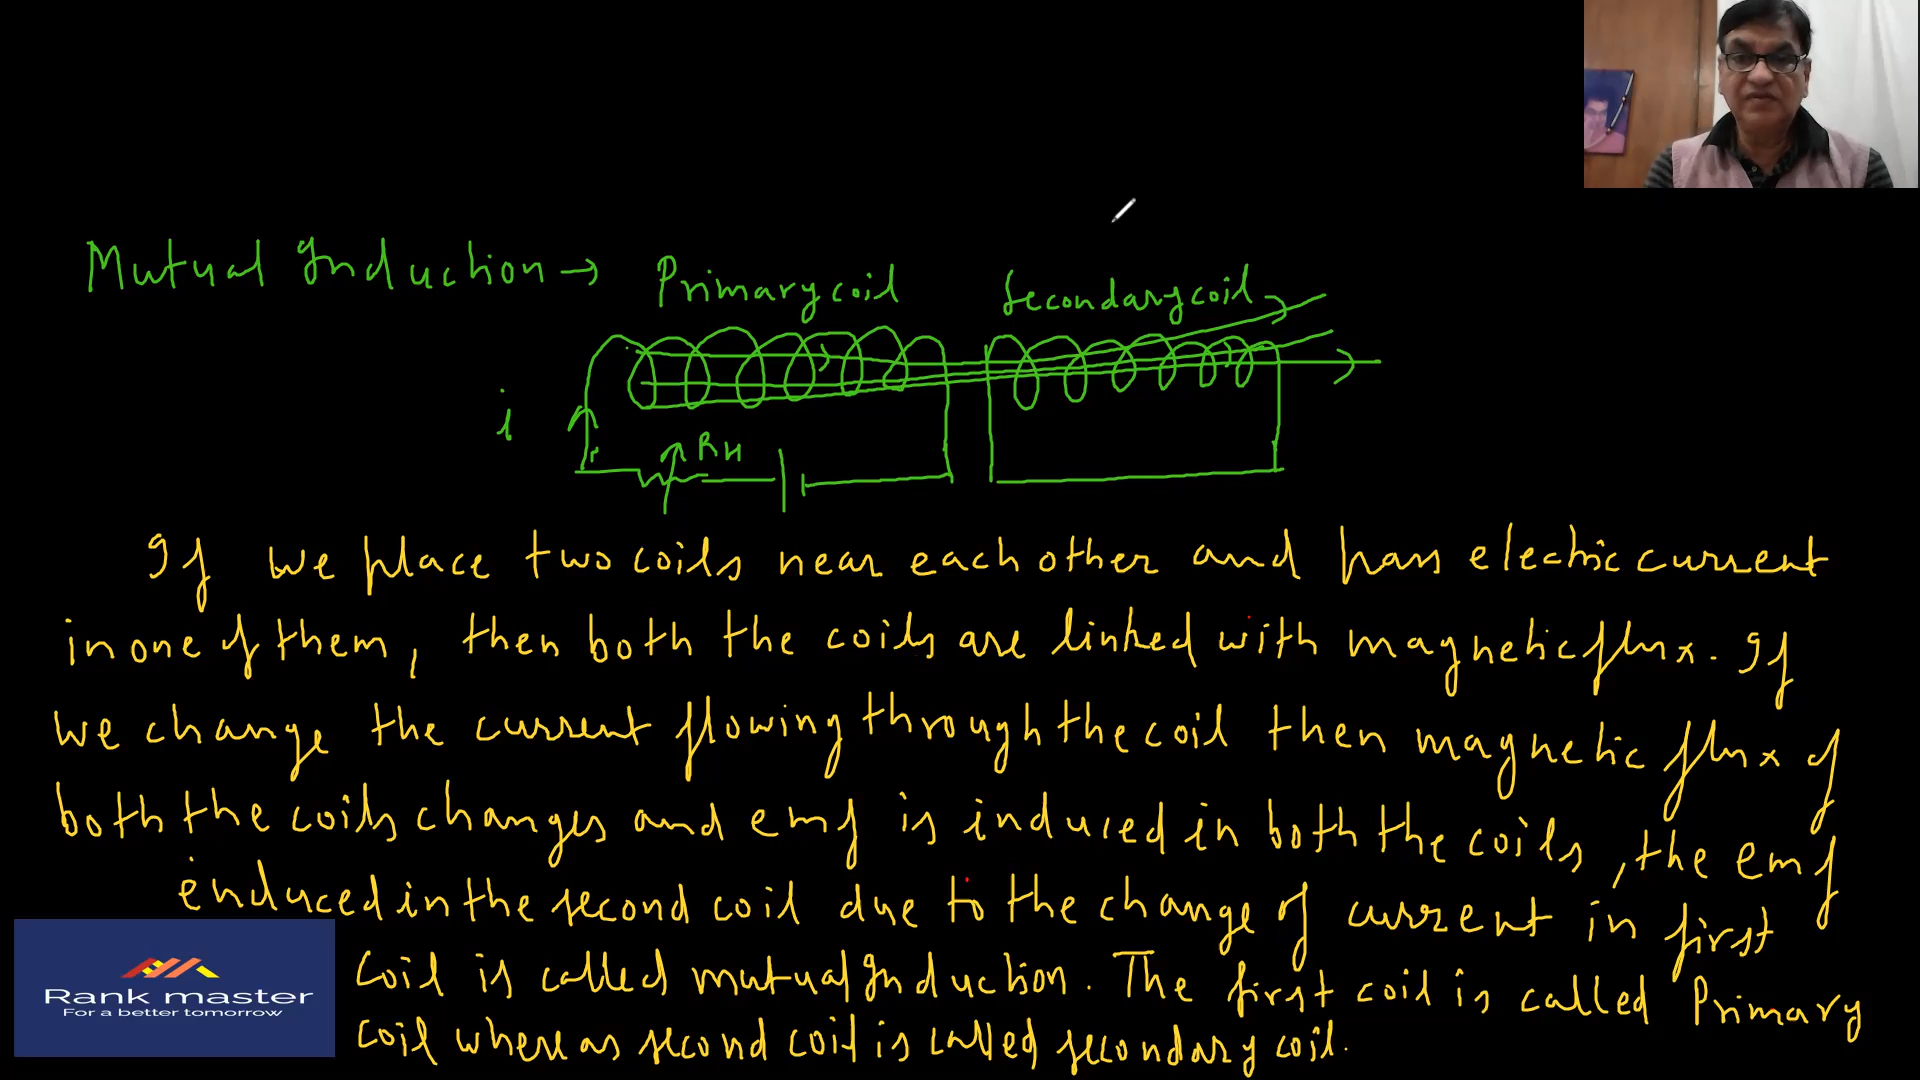 Mutual Induction → Primary coil Secondary coil
i
RH
If we place two coils near each other and pass electric current
in one of them, then both the coils are linked with magnetic flux. If
we change the current flowing through the coil then magnetic flux of
both the coils changes and emf is induced in both the coils, the emf
enduced in the second coil due to the change of current in first
Coil is called mutual Induction. The first coil is called Primary
coil where as second coil is called secondary coil.
Rank master
For a better tomorrow